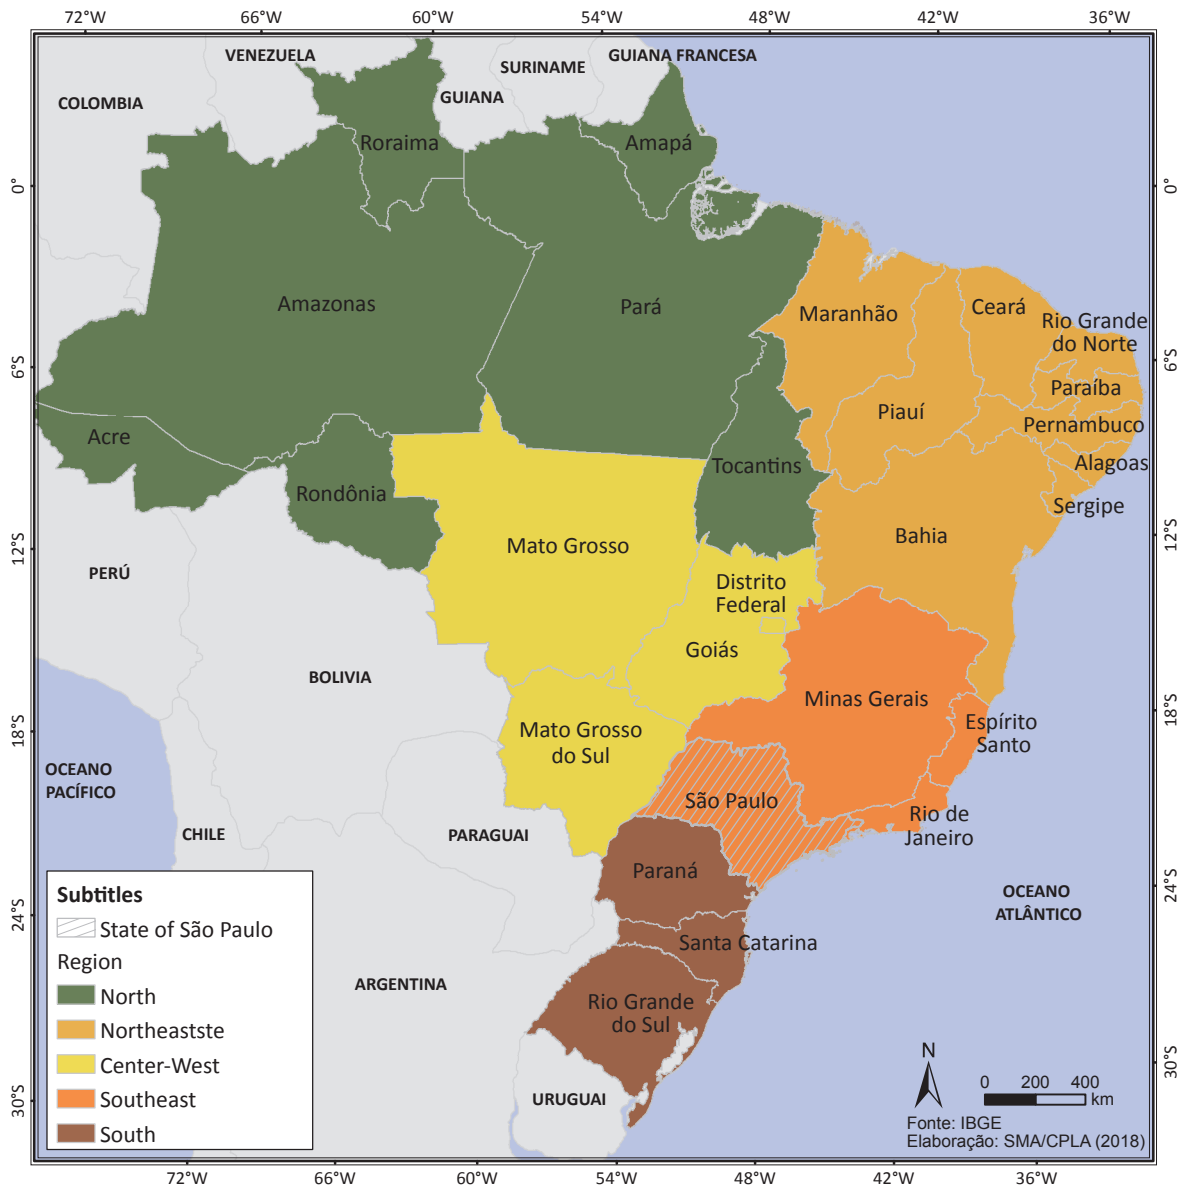 72°W 66°W 60°W 54°W 48°W 42°W 36°W
VENEZUELA
GUIANA FRANCESA
SURINAME
COLOMBIA
GUIANA
Roraima
Amapá
0°
0°
Amazonas
Pará
Maranhão
Ceará
Rio Grande
do Norte
6°S
6°S
Paraíba
Piauí
Pernambuco
Acre
Alagoas
Tocantins
Rondônia
Sergipe
Bahia
12°S
12°S
Mato Grosso
PERÚ
Distrito
Federal
Goiás
BOLIVIA
Minas Gerais
18°S
18°S
Espírito
Santo
Mato Grosso
do Sul
OCEANO
PACÍFICO
São Paulo
Rio de
Janeiro
CHILE
PARAGUAI
Paraná
24°S
24°S
OCEANO
ATLÂNTICO
Santa Catarina
ARGENTINA
Rio Grande
do Sul
URUGUAI
30°S
30°S
Subtitles
State of São Paulo
Region
North
Northeastste
Center-West
Southeast
South
N
0 200 400
km
Fonte: IBGE
Elaboração: SMA/CPLA (2018)
72°W 66°W 60°W 54°W 48°W 42°W 36°W